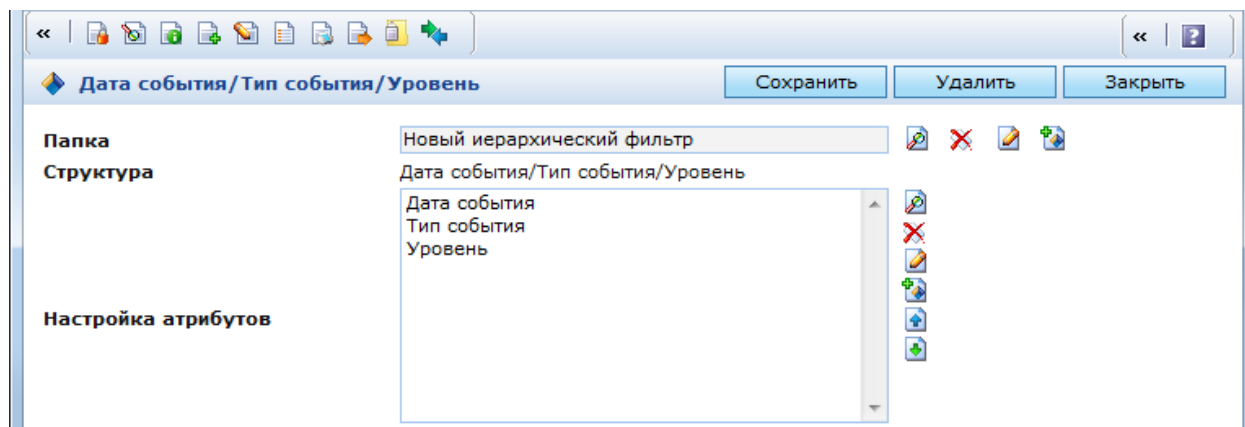 « | « | ?
Дата события/Тип события/Уровень Сохранить Удалить Закрыть
Папка Новый иерархический фильтр
Структура Дата события/Тип события/Уровень
Дата события
Тип события
Уровень
Настройка атрибутов